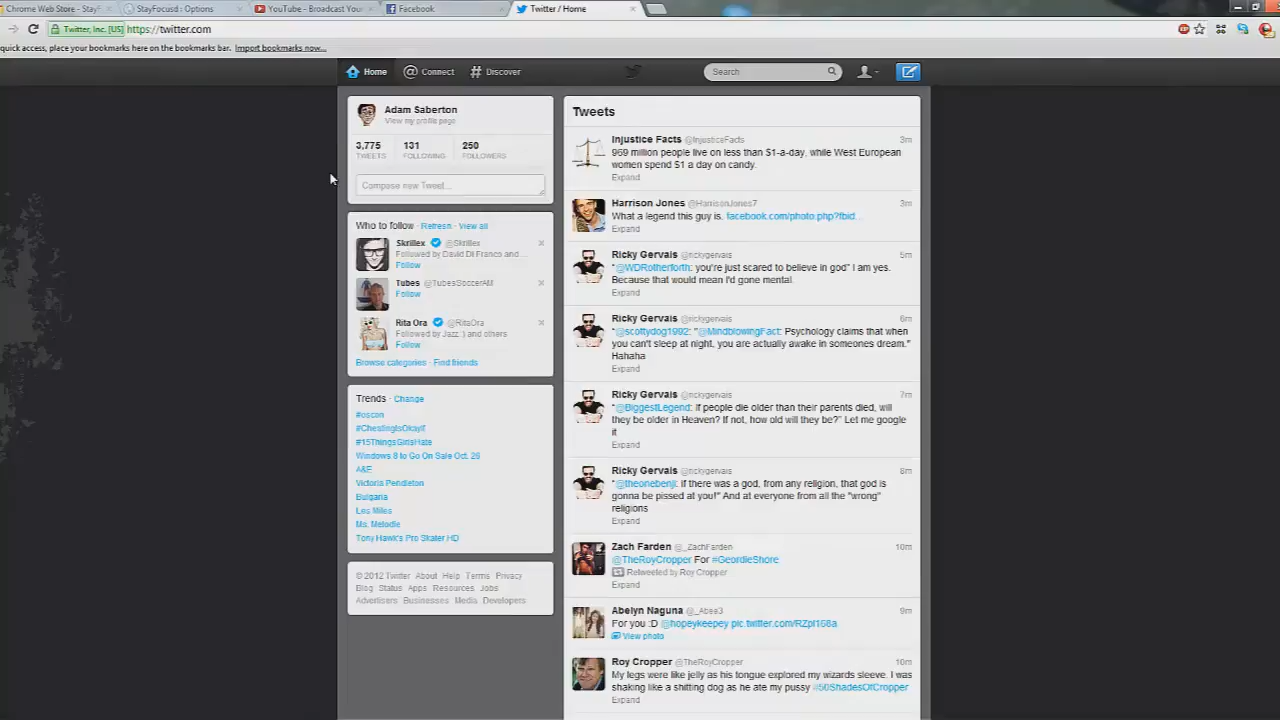 Chrome Web Store - StayF
StayFocusd : Options
YouTube - Broadcast Your
Facebook
Twitter / Home
Twitter, Inc. [US] https://twitter.com
quick access, place your bookmarks here on the bookmarks bar. Import bookmarks now...
Home
Connect
# Discover
Search
Adam Saberton
View my profile page
3,775 131 250
TWEETS FOLLOWING FOLLOWERS
Compose new Tweet...
Who to follow · Refresh · View all
Skrillex @Skrillex
Followed by David Di Franco and ...
Follow
Tubes @TubesSoccerAM
Follow
Rita Ora @RitaOra
Followed by Jazz :) and others
Follow
Browse categories · Find friends
Trends · Change
#oscon
#CheatingIsOkayIf
#15ThingsGirlsHate
Windows 8 to Go On Sale Oct. 26
A&E
Victoria Pendleton
Bulgaria
Les Miles
Ms. Melodie
Tony Hawk's Pro Skater HD
© 2012 Twitter About Help Terms Privacy
Blog Status Apps Resources Jobs
Advertisers Businesses Media Developers
Tweets
Injustice Facts @InjusticeFacts 3m
969 million people live on less than $1-a-day, while West European
women spend $1 a day on candy.
Expand
Harrison Jones @HarrisonJones7 3m
What a legend this guy is, facebook.com/photo.php?fbid...
Expand
Ricky Gervais @rickygervais 5m
"@WDRotherforth: you're just scared to believe in god" I am yes.
Because that would mean I'd gone mental.
Expand
Ricky Gervais @rickygervais 6m
"@scottydog1992: "@MindblowingFact: Psychology claims that when
you can't sleep at night, you are actually awake in someones dream."
Hahaha
Expand
Ricky Gervais @rickygervais 7m
"@BiggestLegend: If people die older than their parents died, will
they be older in Heaven? If not, how old will they be?" Let me google
it
Expand
Ricky Gervais @rickygervais 8m
"@theonebenji: if there was a god, from any religion, that god is
gonna be pissed at you!" And at everyone from all the "wrong"
religions
Expand
Zach Farden @_ZachFarden 10m
@TheRoyCropper For #GeordieShore
Retweeted by Roy Cropper
Expand
Abelyn Naguna @_Abee3 9m
For you :D @hopeykeepey pic.twitter.com/RZpl168a
View photo
Roy Cropper @TheRoyCropper 10m
My legs were like jelly as his tongue explored my wizards sleeve. I was
shaking like a shitting dog as he ate my pussy #50ShadesOfCropper
Expand